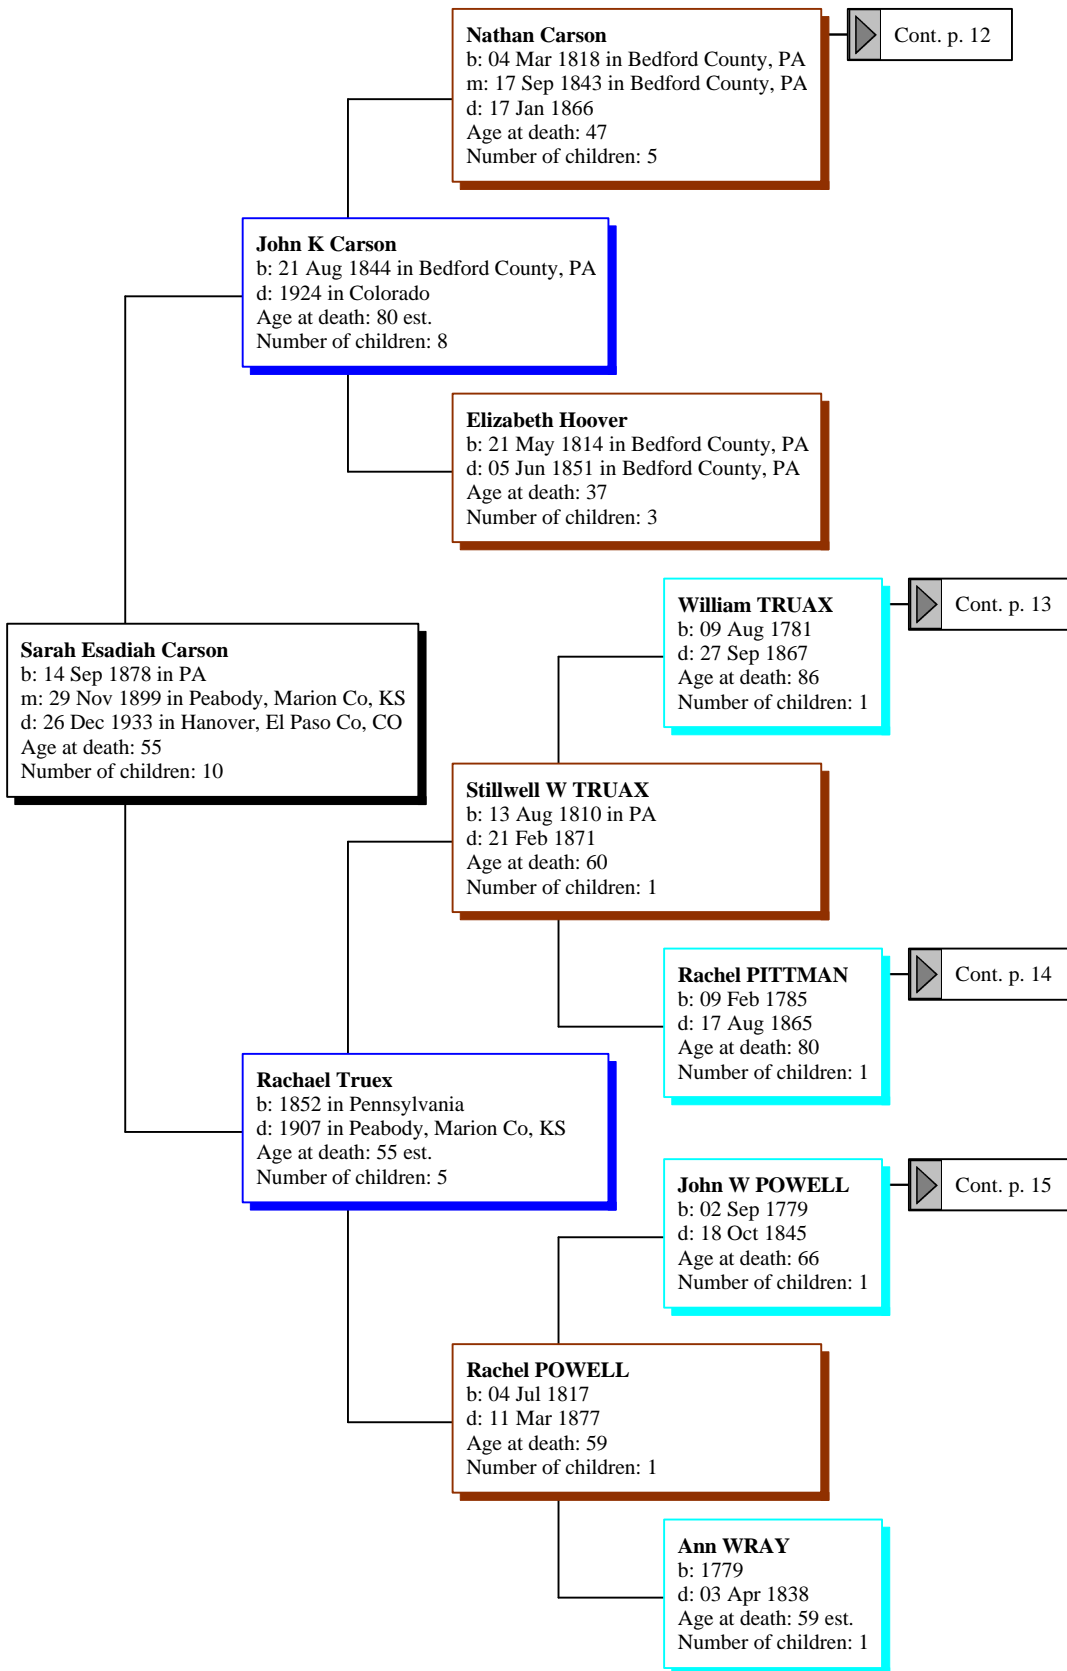 Nathan Carson
b: 04 Mar 1818 in Bedford County, PA
m: 17 Sep 1843 in Bedford County, PA
d: 17 Jan 1866
Age at death: 47
Number of children: 5
Cont. p. 12
John K Carson
b: 21 Aug 1844 in Bedford County, PA
d: 1924 in Colorado
Age at death: 80 est.
Number of children: 8
Elizabeth Hoover
b: 21 May 1814 in Bedford County, PA
d: 05 Jun 1851 in Bedford County, PA
Age at death: 37
Number of children: 3
William TRUAX
b: 09 Aug 1781
d: 27 Sep 1867
Age at death: 86
Number of children: 1
Cont. p. 13
Sarah Esadiah Carson
b: 14 Sep 1878 in PA
m: 29 Nov 1899 in Peabody, Marion Co, KS
d: 26 Dec 1933 in Hanover, El Paso Co, CO
Age at death: 55
Number of children: 10
Stillwell W TRUAX
b: 13 Aug 1810 in PA
d: 21 Feb 1871
Age at death: 60
Number of children: 1
Rachel PITTMAN
b: 09 Feb 1785
d: 17 Aug 1865
Age at death: 80
Number of children: 1
Cont. p. 14
Rachael Truex
b: 1852 in Pennsylvania
d: 1907 in Peabody, Marion Co, KS
Age at death: 55 est.
Number of children: 5
John W POWELL
b: 02 Sep 1779
d: 18 Oct 1845
Age at death: 66
Number of children: 1
Cont. p. 15
Rachel POWELL
b: 04 Jul 1817
d: 11 Mar 1877
Age at death: 59
Number of children: 1
Ann WRAY
b: 1779
d: 03 Apr 1838
Age at death: 59 est.
Number of children: 1